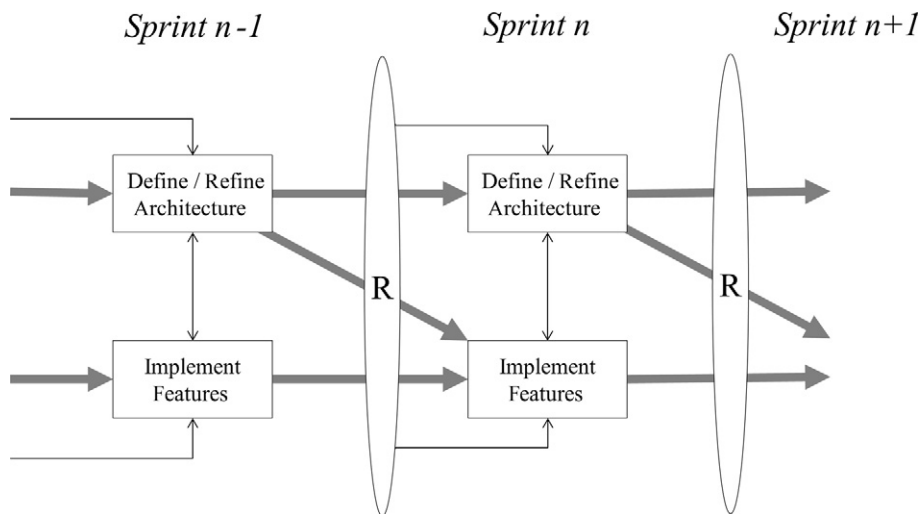 Sprint n-1
Sprint n
Sprint n+1
Define / Refine
Architecture
Define / Refine
Architecture
R
R
Implement
Features
Implement
Features